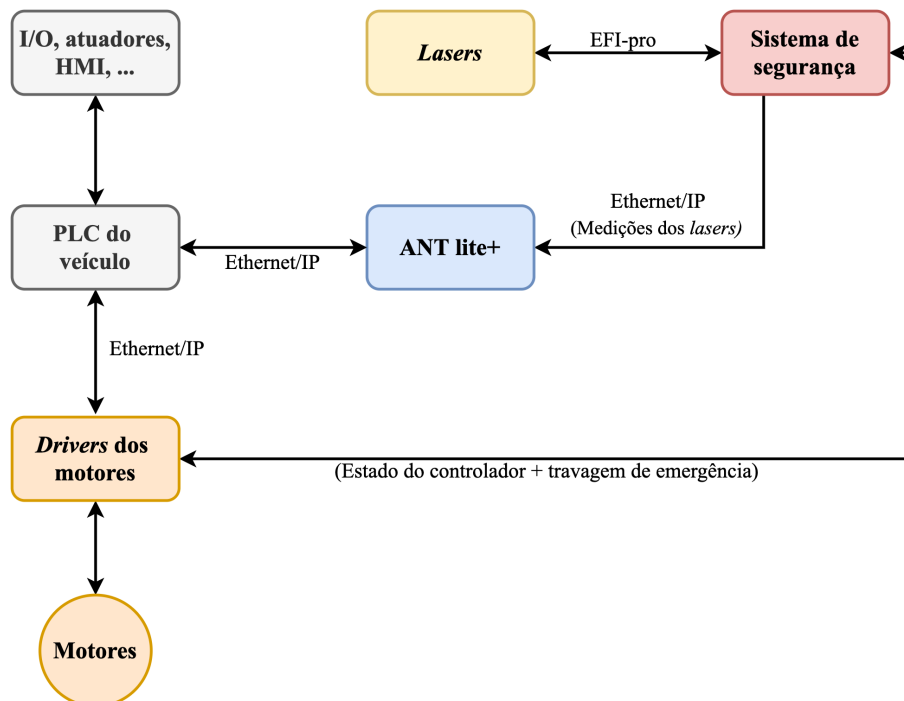 I/O, atuadores,
HMI, ...
Lasers
EFI-pro
Sistema de
segurança
PLC do
veículo
Ethernet/IP
ANT lite+
Ethernet/IP
(Medições dos lasers)
Ethernet/IP
Drivers dos
motores
(Estado do controlador + travagem de emergência)
Motores